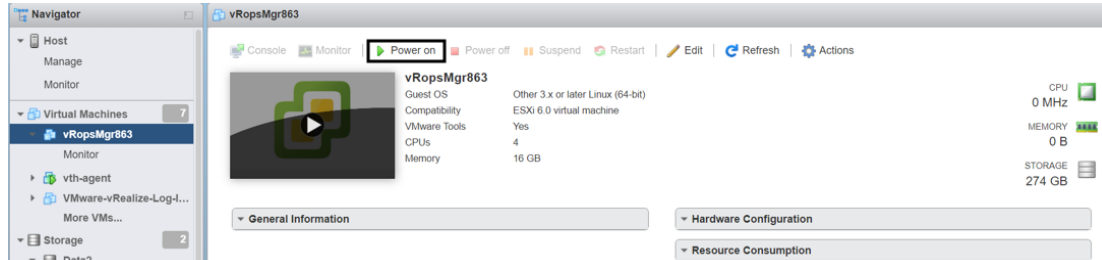 Navigator
Host
Manage
Monitor
Virtual Machines 7
vRopsMgr863
Monitor
vth-agent
VMware-vRealize-Log-I...
More VMs...
Storage 2
vRopsMgr863
Console Monitor Power on Power off Suspend Restart Edit Refresh Actions
vRopsMgr863
Guest OS Other 3.x or later Linux (64-bit)
Compatibility ESXi 6.0 virtual machine
VMware Tools Yes
CPUs 4
Memory 16 GB
CPU
0 MHz
MEMORY
0 B
STORAGE
274 GB
General Information
Hardware Configuration
Resource Consumption